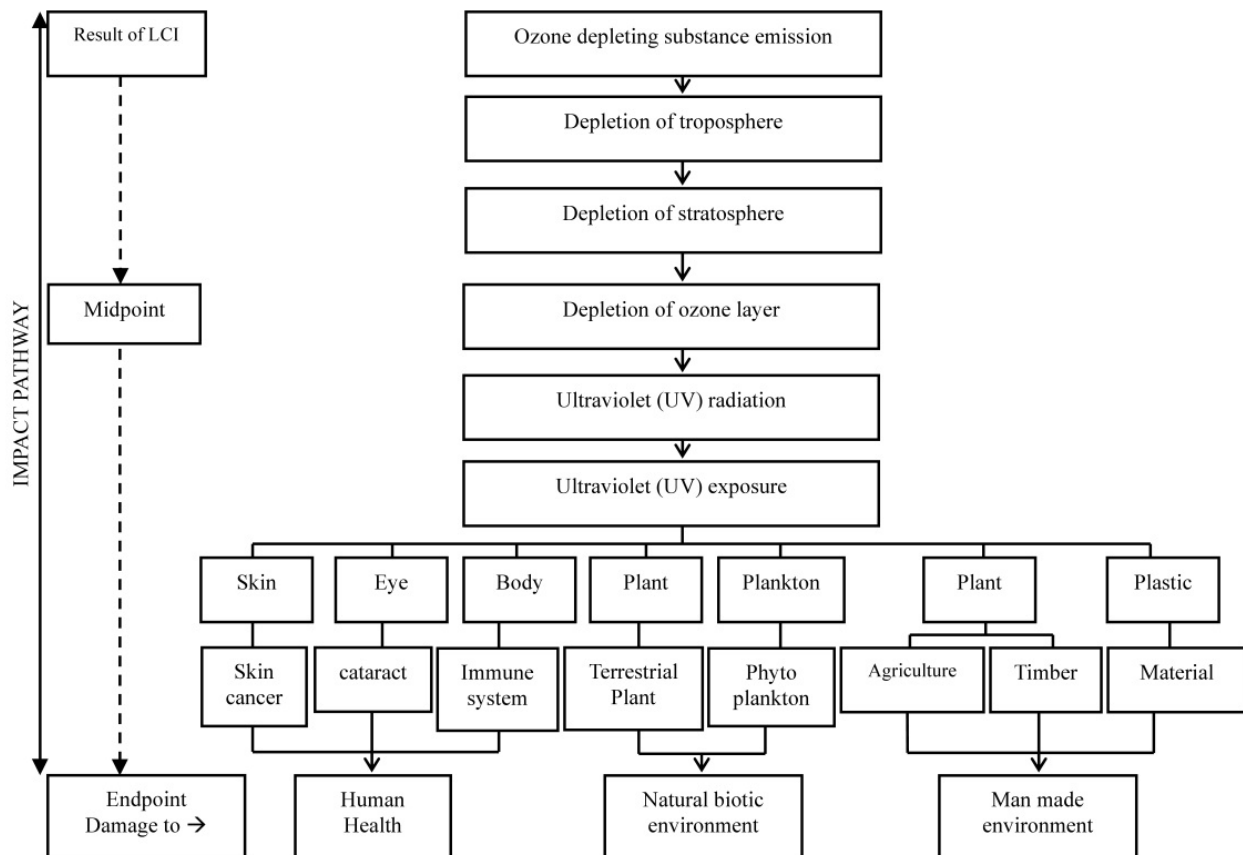 Result of LCI
Ozone depleting substance emission
Depletion of troposphere
Depletion of stratosphere
Midpoint
Depletion of ozone layer
IMPACT PATHWAY
Ultraviolet (UV) radiation
Ultraviolet (UV) exposure
Skin
Eye
Body
Plant
Plankton
Plant
Plastic
Skin
cancer
cataract
Immune
system
Terrestrial
Plant
Phyto
plankton
Agriculture
Timber
Material
Endpoint
Damage to →
Human
Health
Natural biotic
environment
Man made
environment